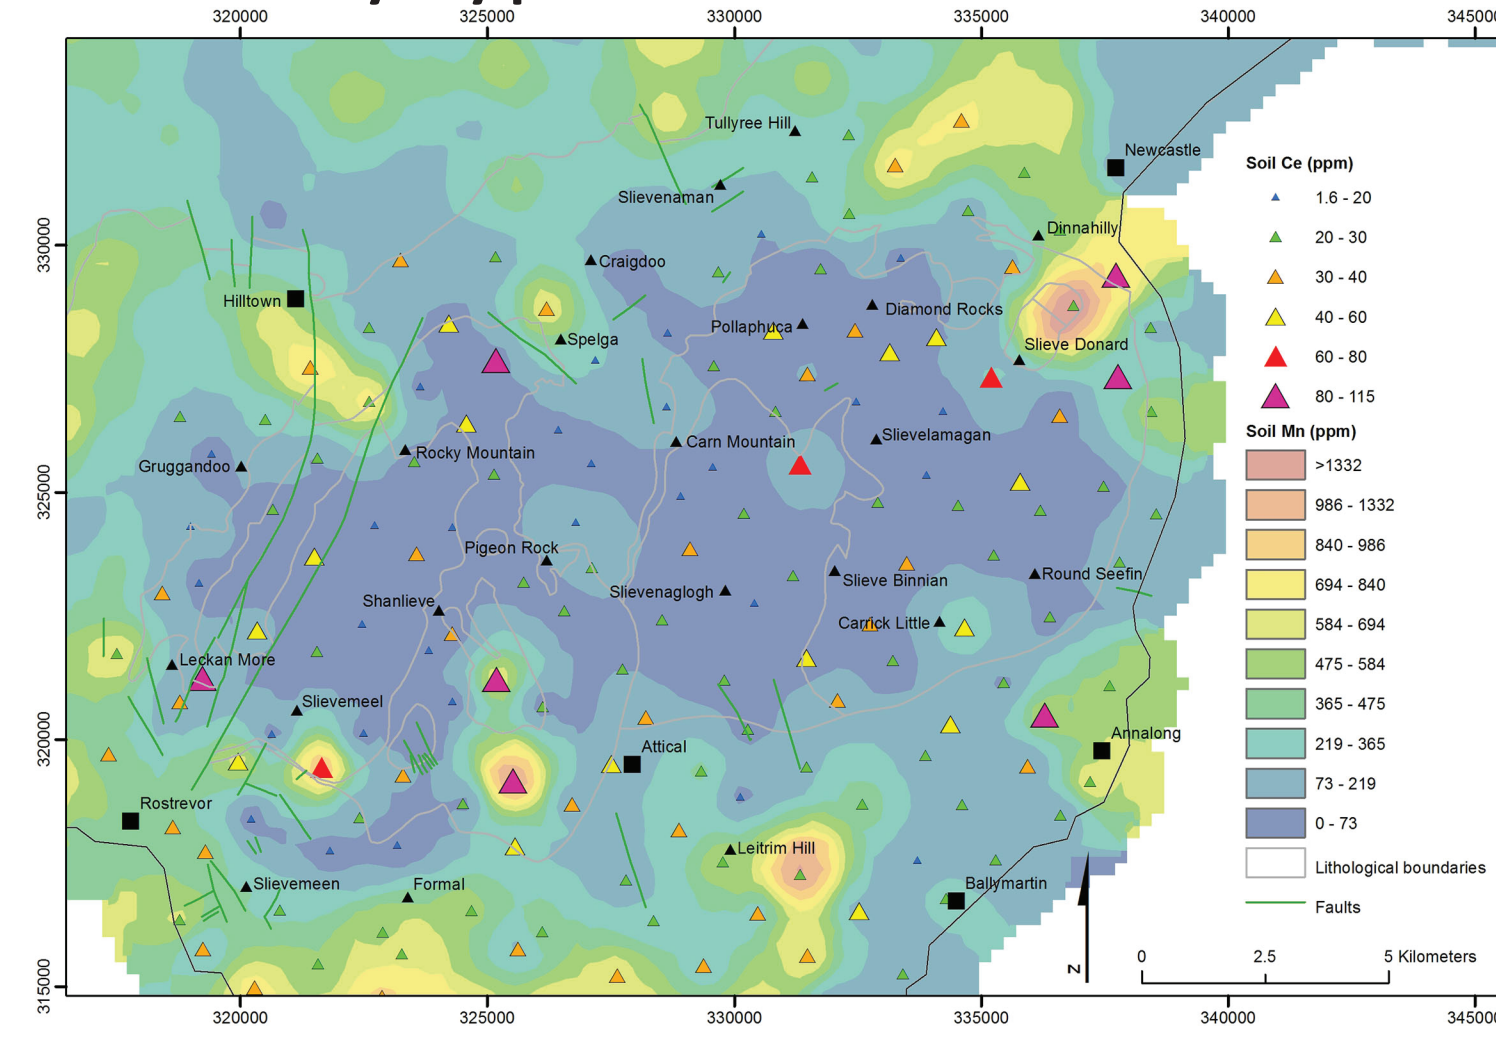 320000 325000 330000 335000 340000 345000
Tullyree Hill
Newcastle
Slievenaman
Dinnahilly
Craigdoo
Hilltown
Diamond Rocks
Pollaphuca
Spelga
Slieve Donard
Slievelamagan
Carn Mountain
Rocky Mountain
Gruggandoo
Pigeon Rock
Round Seefin
Slieve Binnian
Slievenaglogh
Shanlieve
Carrick Little
Leckan More
Slievemeel
Annalong
Attical
Rostrevor
Leitrim Hill
Slievemeen
Formal
Ballymartin
330000
325000
320000
315000
Soil Ce (ppm)
1.6 - 20
20 - 30
30 - 40
40 - 60
60 - 80
80 - 115
Soil Mn (ppm)
>1332
986 - 1332
840 - 986
694 - 840
584 - 694
475 - 584
365 - 475
219 - 365
73 - 219
0 - 73
Lithological boundaries
Faults
N
0 2.5 5 Kilometers
320000 325000 330000 335000 340000 345000